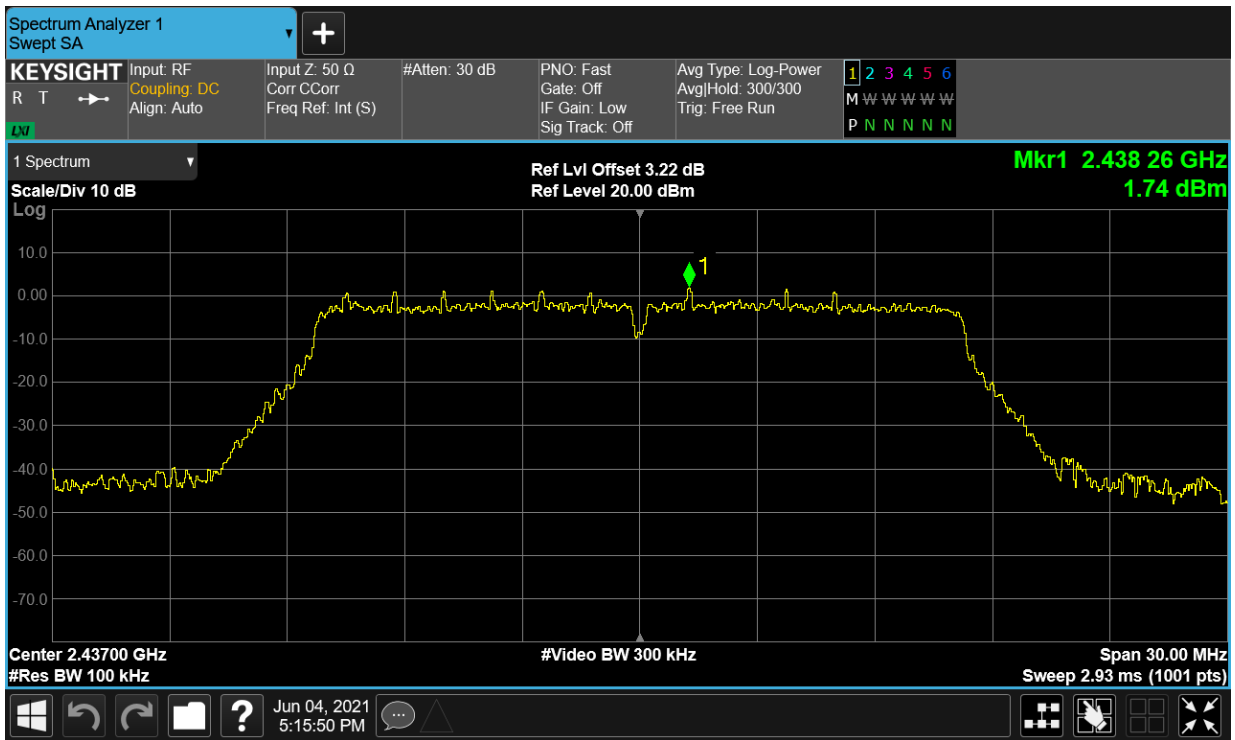 Spectrum Analyzer 1
Swept SA
▼
+
KEYSIGHT
R T
LXI
Input: RF
Coupling: DC
Align: Auto
Input Z: 50 Ω
Corr CCorr
Freq Ref: Int (S)
#Atten: 30 dB
PNO: Fast
Gate: Off
IF Gain: Low
Sig Track: Off
Avg Type: Log-Power
Avg|Hold: 300/300
Trig: Free Run
1 2 3 4 5 6
M W W W W W
P N N N N N
1 Spectrum
▼
Scale/Div 10 dB
Log
Ref Lvl Offset 3.22 dB
Ref Level 20.00 dBm
Mkr1 2.438 26 GHz
1.74 dBm
1
10.0
0.00
-10.0
-20.0
-30.0
-40.0
-50.0
-60.0
-70.0
Center 2.43700 GHz
#Res BW 100 kHz
#Video BW 300 kHz
Span 30.00 MHz
Sweep 2.93 ms (1001 pts)
?
Jun 04, 2021
5:15:50 PM